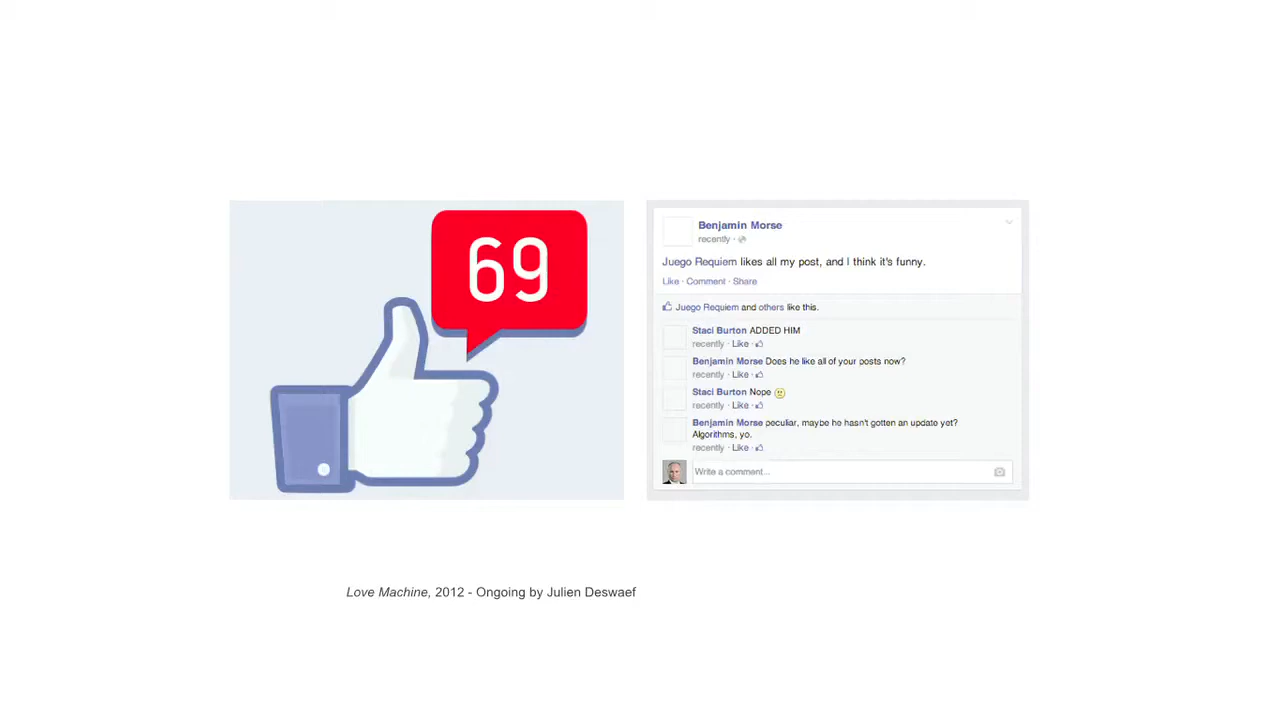 69
Benjamin Morse
recently ·
Juego Requiem likes all my post, and I think it's funny.
Like · Comment · Share
Juego Requiem and others like this.
Staci Burton ADDED HIM
recently · Like ·
Benjamin Morse Does he like all of your posts now?
recently · Like ·
Staci Burton Nope
recently · Like ·
Benjamin Morse peculiar, maybe he hasn't gotten an update yet?
Algorithms, yo.
recently · Like ·
Write a comment...
Love Machine, 2012 - Ongoing by Julien Deswaef